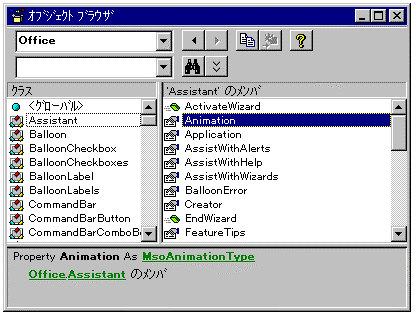 オブジェクト ブラウザ
Office
クラス
<グローバル>
Assistant
Balloon
BalloonCheckbox
BalloonCheckboxes
BalloonLabel
BalloonLabels
CommandBar
CommandBarButton
CommandBarComboBo
'Assistant' のメンバ
ActivateWizard
Animation
Application
AssistWithAlerts
AssistWithHelp
AssistWithWizards
BalloonError
Creator
EndWizard
FeatureTips
Property Animation As MsoAnimationType
Office.Assistant のメンバ